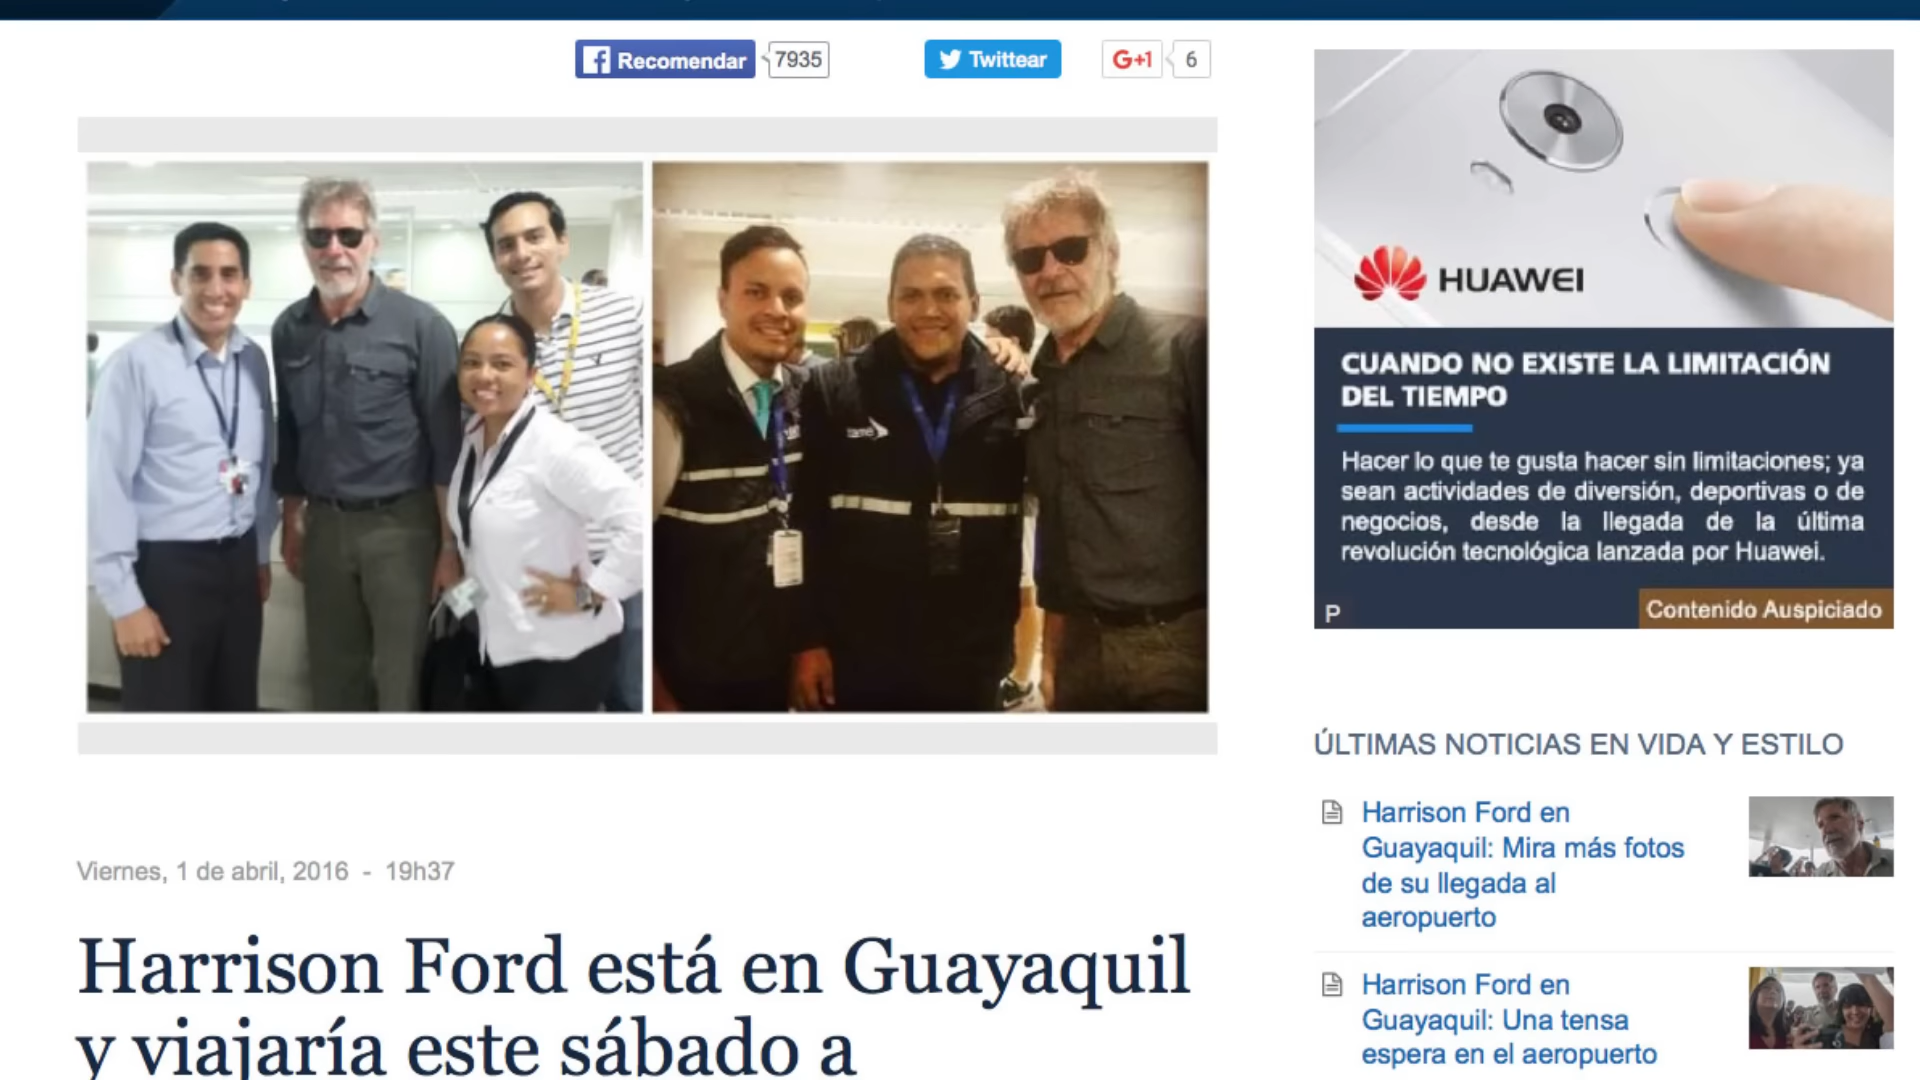 Recomendar
7935
Twittear
G+1
6
HUAWEI
CUANDO NO EXISTE LA LIMITACIÓN
DEL TIEMPO
Hacer lo que te gusta hacer sin limitaciones; ya
sean actividades de diversión, deportivas o de
negocios, desde la llegada de la última
revolución tecnológica lanzada por Huawei.
P
Contenido Auspiciado
Viernes, 1 de abril, 2016 - 19h37
Harrison Ford está en Guayaquil
y viajaría este sábado a
ÚLTIMAS NOTICIAS EN VIDA Y ESTILO
Harrison Ford en
Guayaquil: Mira más fotos
de su llegada al
aeropuerto
Harrison Ford en
Guayaquil: Una tensa
espera en el aeropuerto